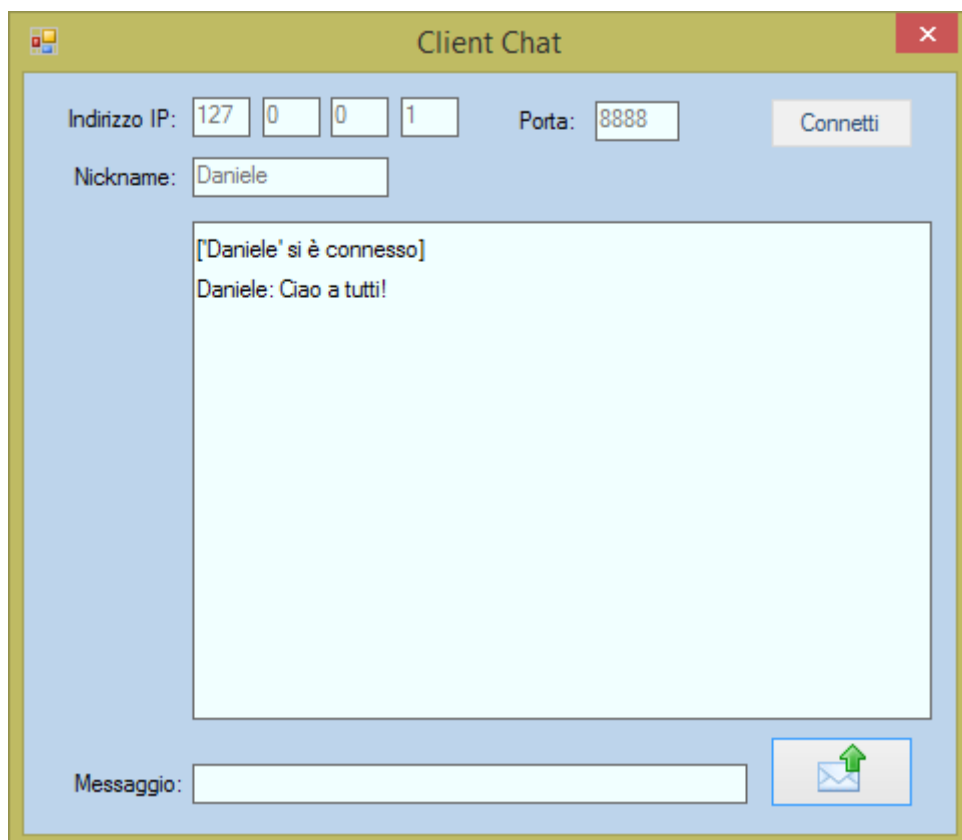 Client Chat
Indirizzo IP: 127 0 0 1 Porta: 8888 Connetti
Nickname: Daniele
['Daniele' si è connesso]
Daniele: Ciao a tutti!
Messaggio: